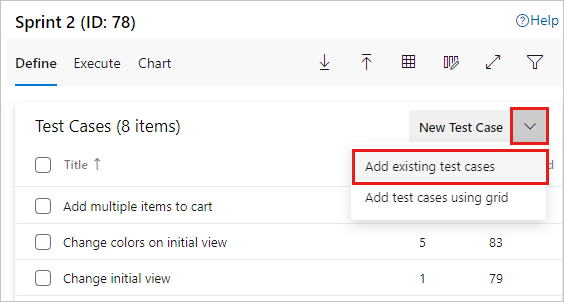 Sprint 2 (ID: 78)
Help
Define Execute Chart
Test Cases (8 items)
New Test Case
Title
Add existing test cases
Add test cases using grid
Add multiple items to cart
Change colors on initial view 5 83
Change initial view 1 79